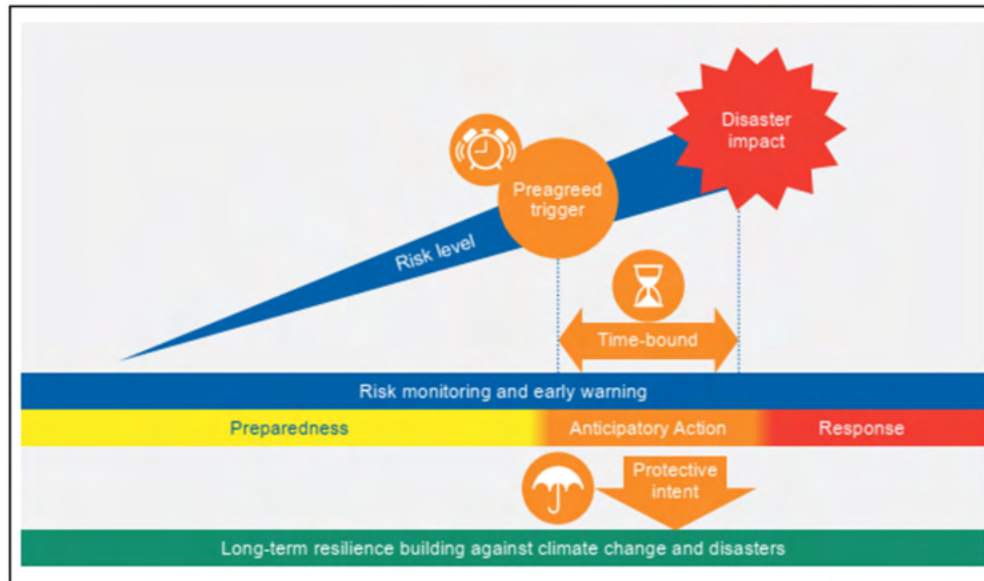 Disaster
impact
Preagreed
trigger
Risk level
Time-bound
Risk monitoring and early warning
Preparedness
Anticipatory Action
Response
Protective
intent
Long-term resilience building against climate change and disasters